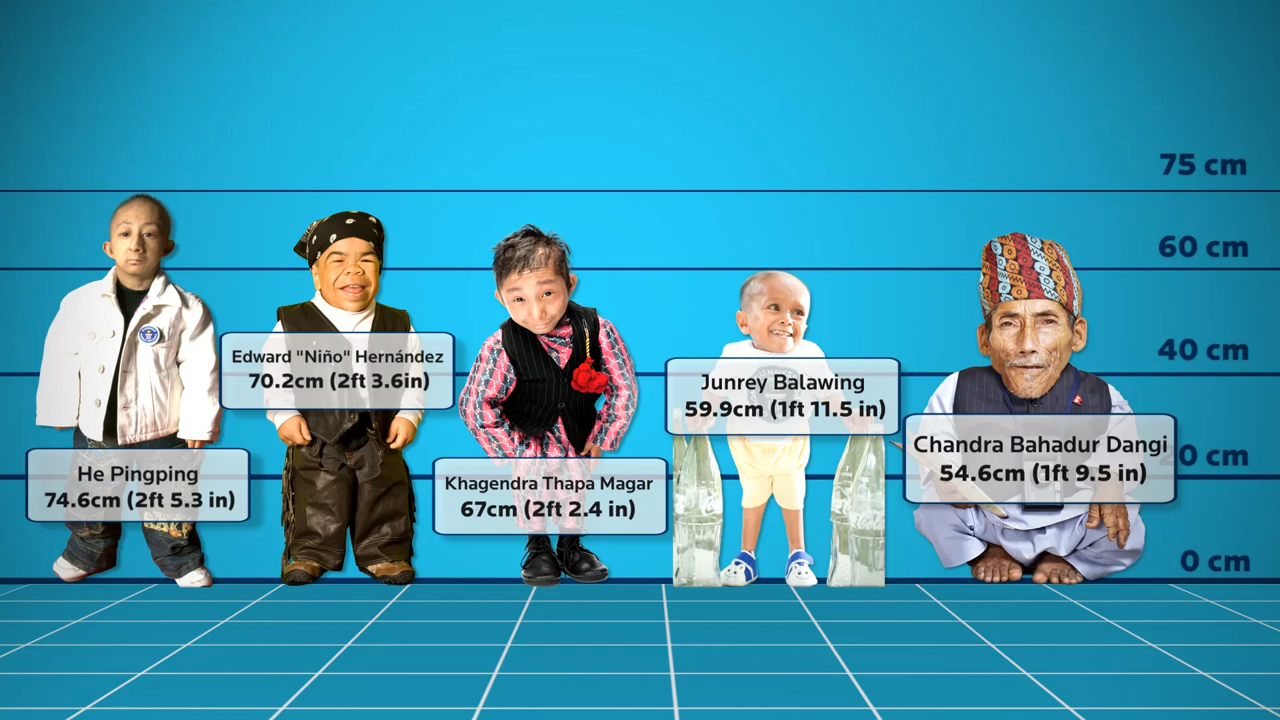 75 cm
60 cm
40 cm
20 cm
0 cm
He Pingping
74.6cm (2ft 5.3 in)
Edward "Niño" Hernández
70.2cm (2ft 3.6in)
Khagendra Thapa Magar
67cm (2ft 2.4 in)
Junrey Balawing
59.9cm (1ft 11.5 in)
Chandra Bahadur Dangi
54.6cm (1ft 9.5 in)